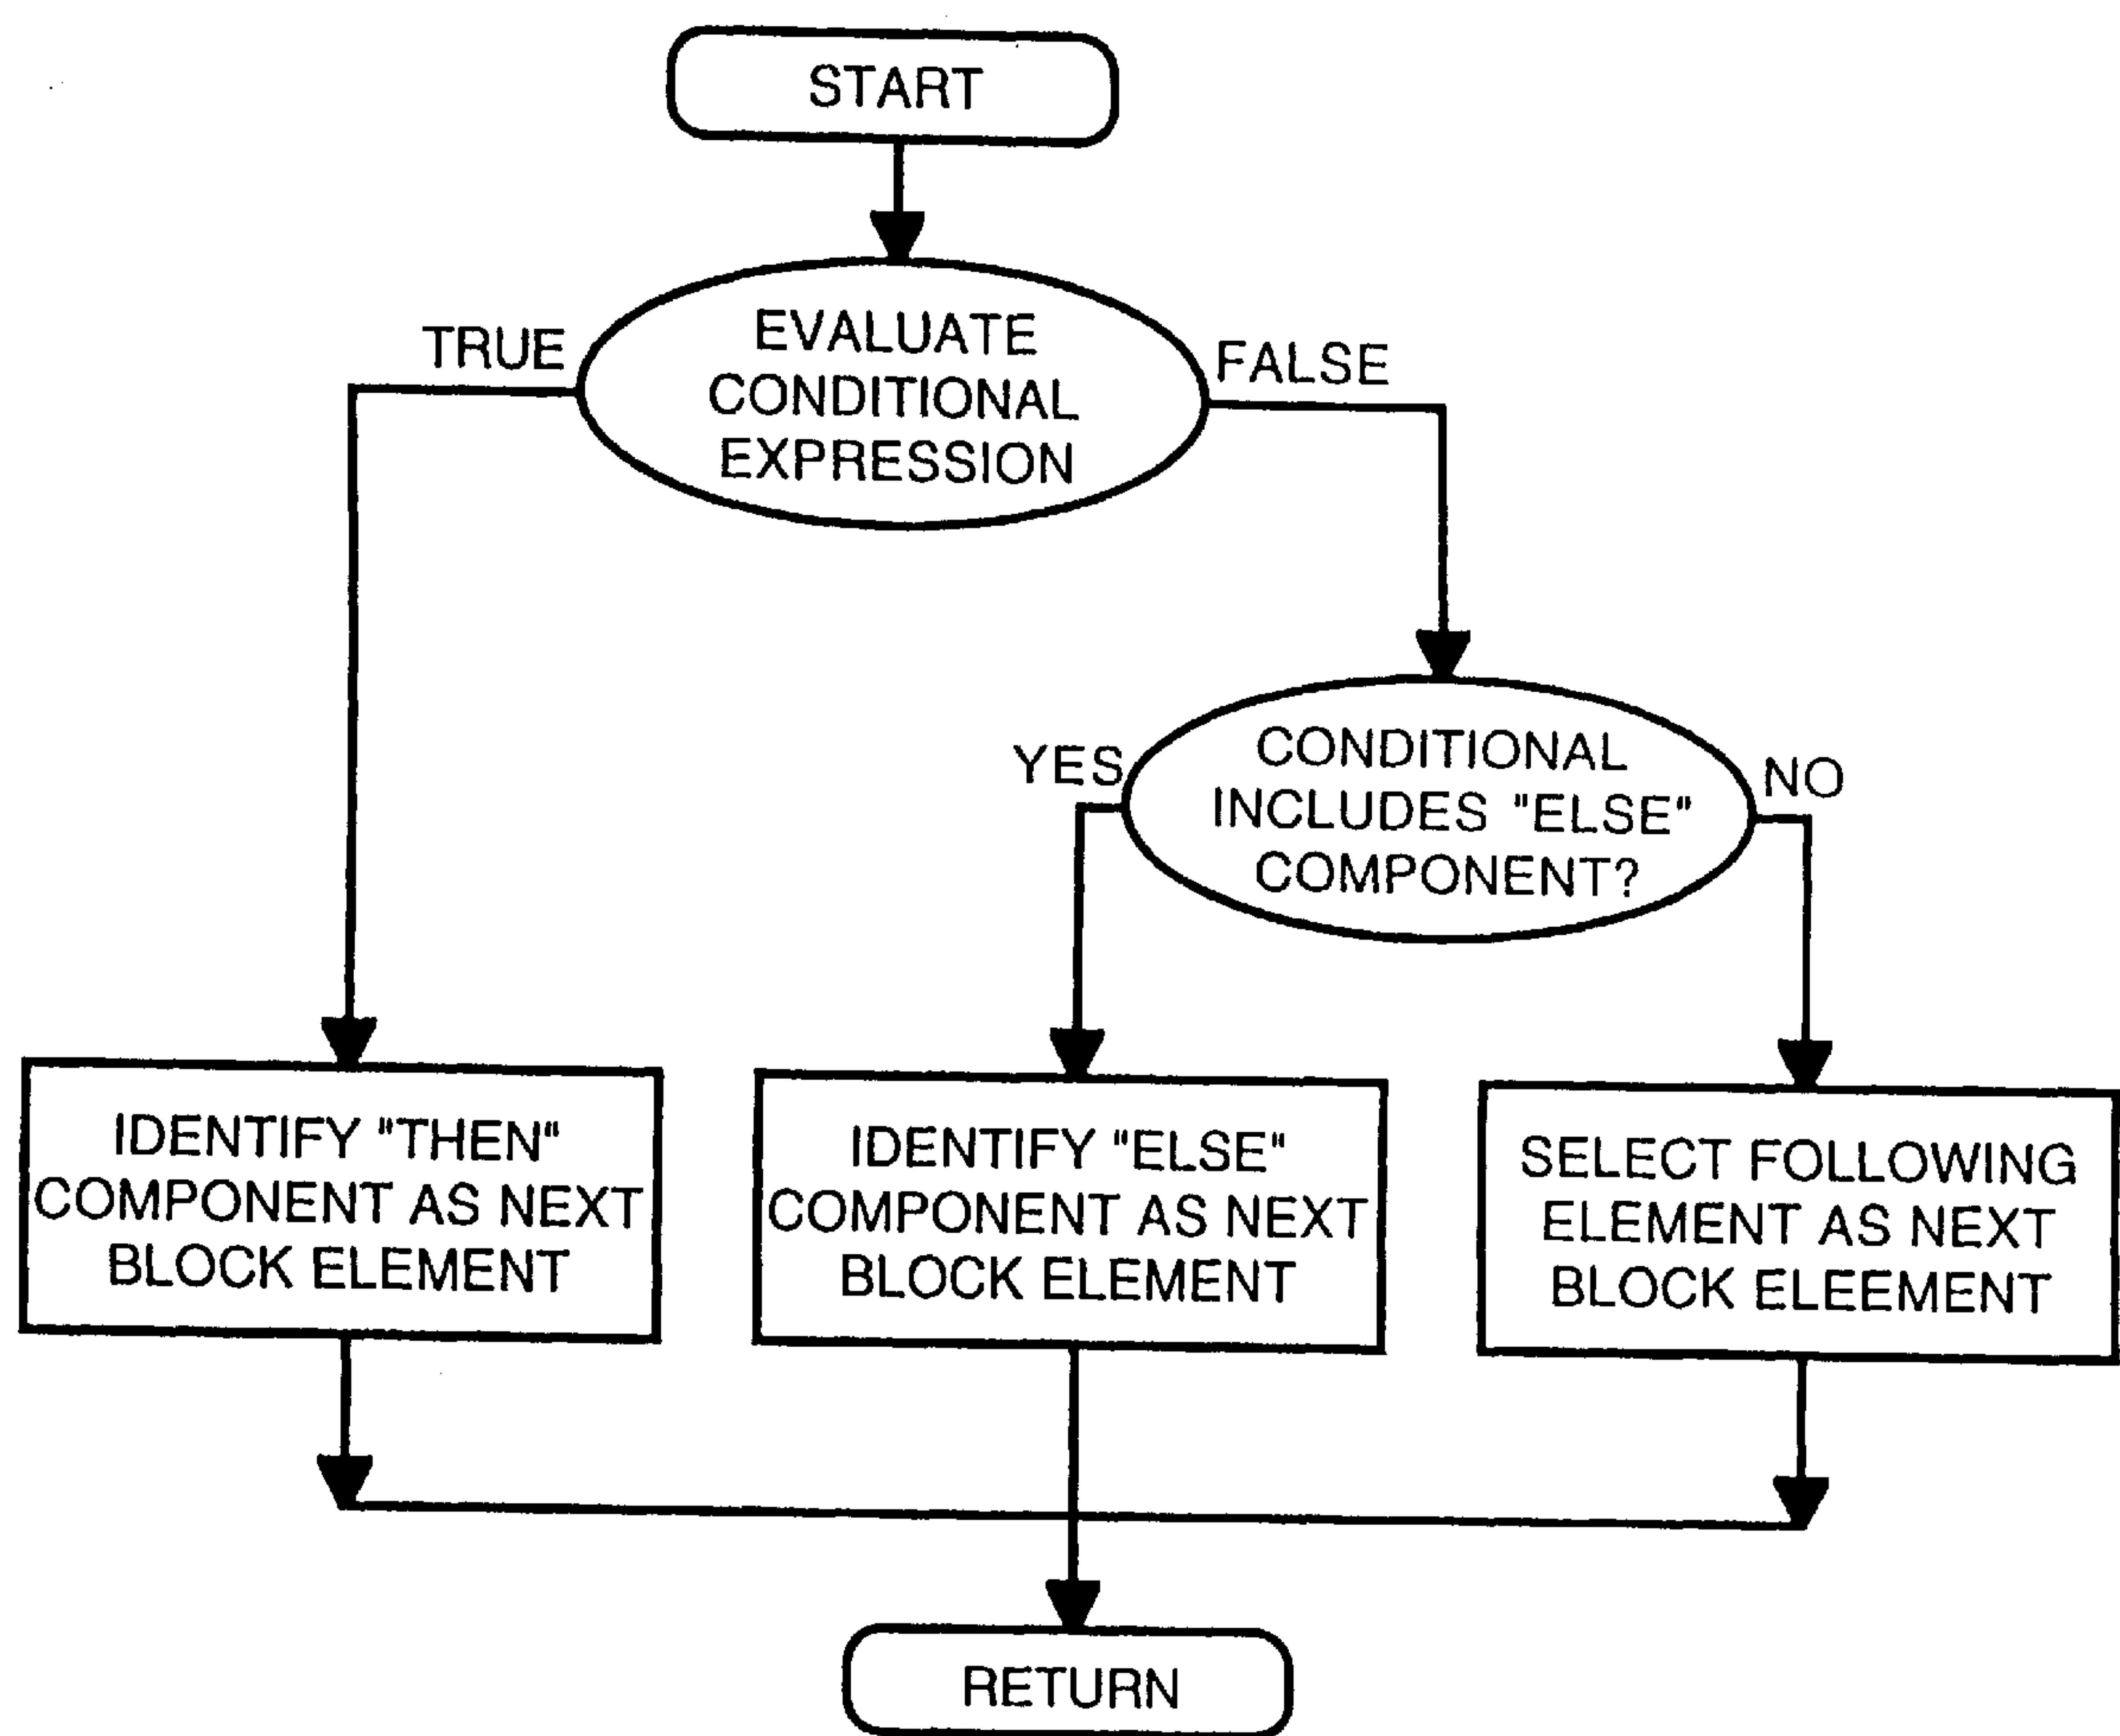 START
EVALUATE
CONDITIONAL
EXPRESSION
TRUE
FALSE
CONDITIONAL
INCLUDES "ELSE"
COMPONENT?
YES
NO
IDENTIFY "THEN"
COMPONENT AS NEXT
BLOCK ELEMENT
IDENTIFY "ELSE"
COMPONENT AS NEXT
BLOCK ELEMENT
SELECT FOLLOWING
ELEMENT AS NEXT
BLOCK ELEEMENT
RETURN